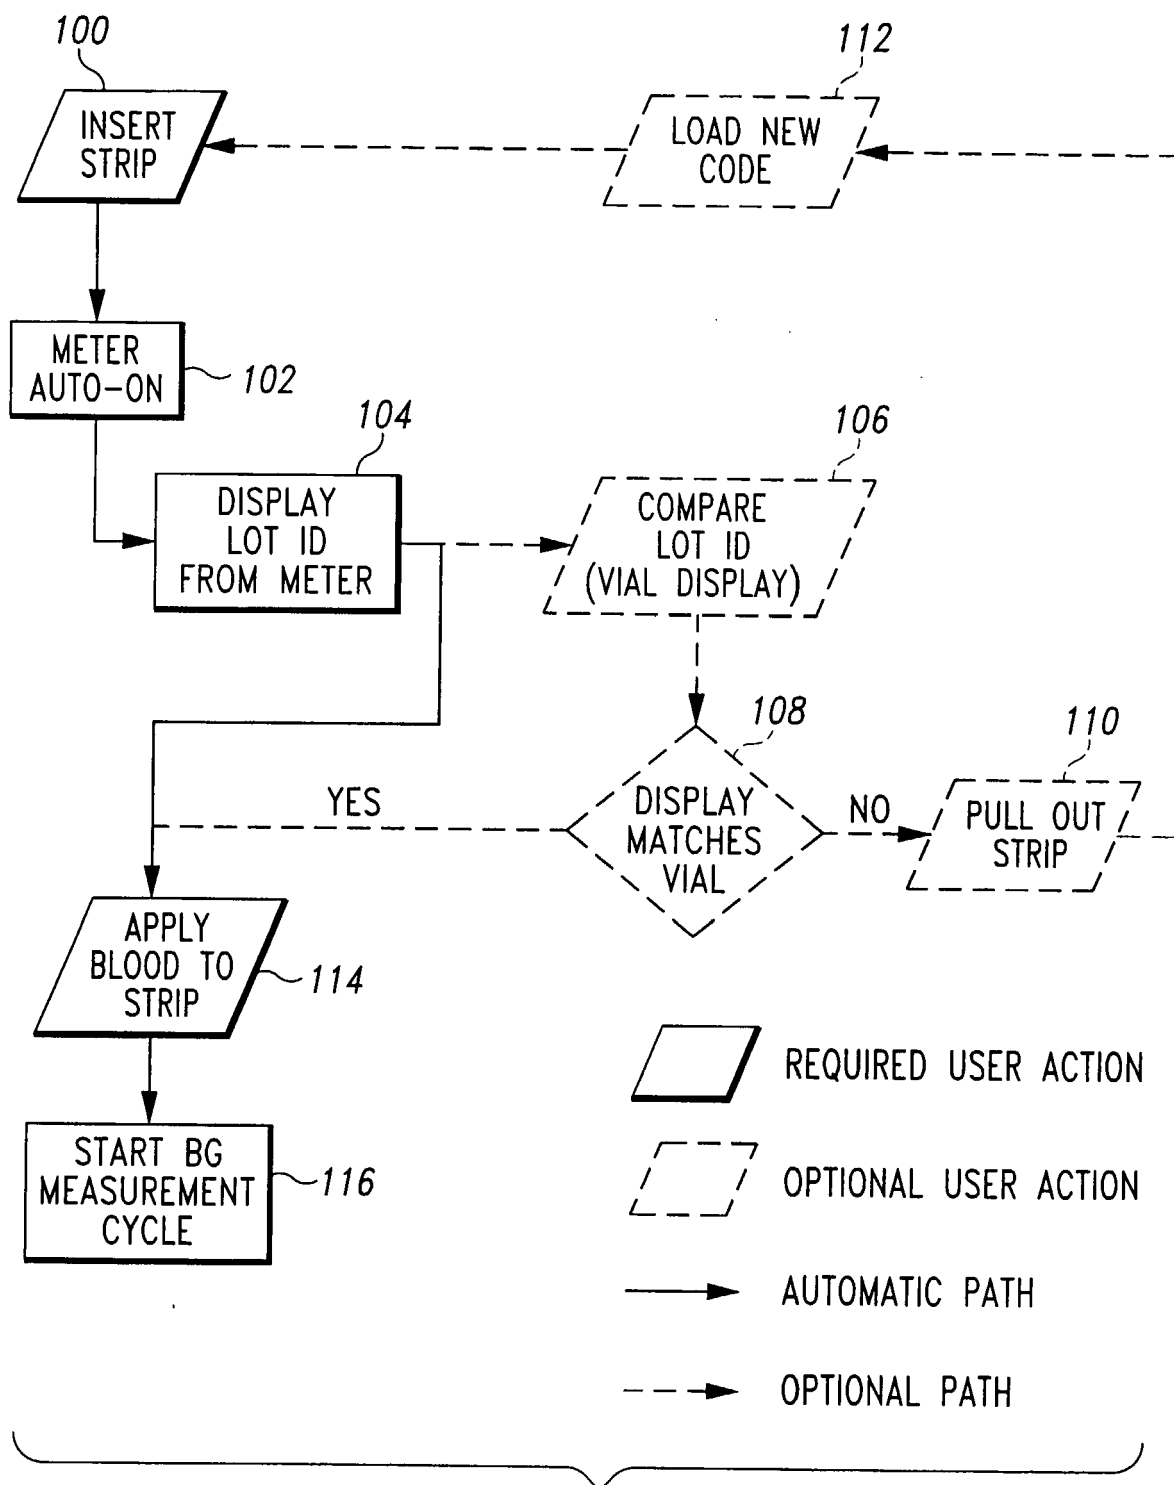 100
INSERT
STRIP
112
LOAD NEW
CODE
METER
AUTO-ON
102
104
DISPLAY
LOT ID
FROM METER
106
COMPARE
LOT ID
(VIAL DISPLAY)
108
DISPLAY
MATCHES
VIAL
YES
NO
110
PULL OUT
STRIP
APPLY
BLOOD TO
STRIP
114
START BG
MEASUREMENT
CYCLE
116
REQUIRED USER ACTION
OPTIONAL USER ACTION
AUTOMATIC PATH
OPTIONAL PATH